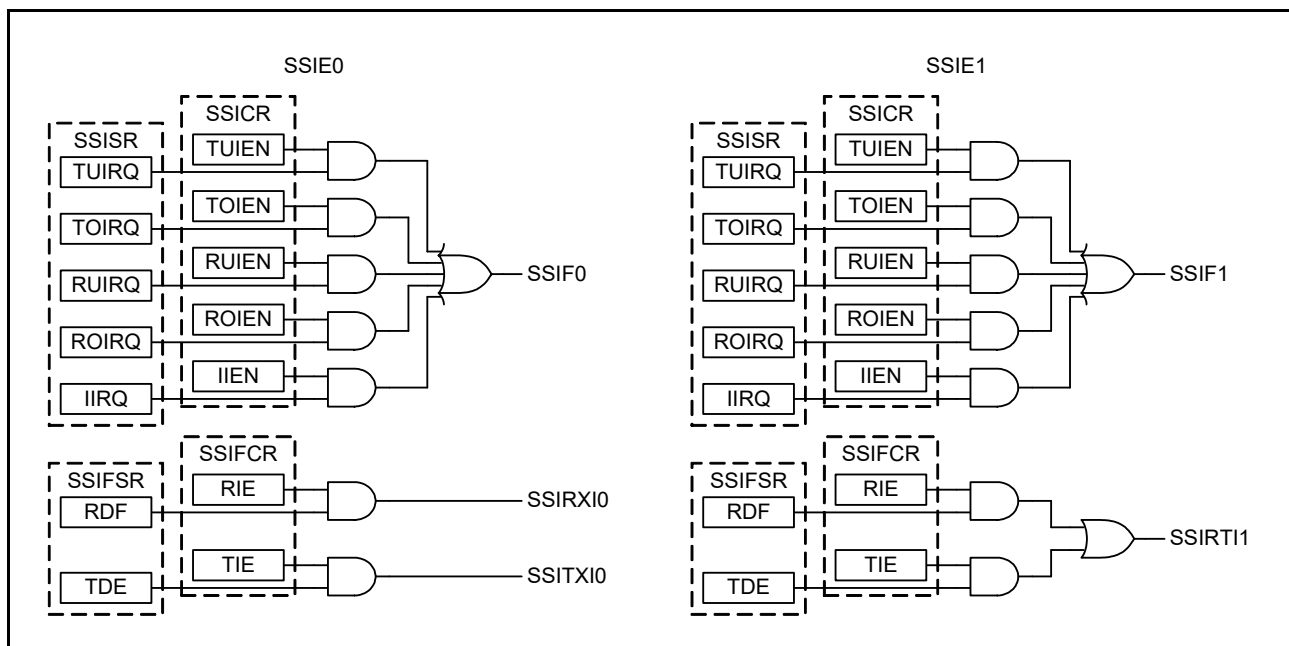 SSIE0
SSICR
SSISR
TUIEN
TUIRQ
TOIEN
TOIRQ
RUIEN
RUIRQ
SSIF0
ROIEN
ROIRQ
IIEN
IIRQ
SSIFCR
SSIFSR
RIE
RDF
SSIRXI0
TIE
TDE
SSITXI0
SSIE1
SSICR
SSISR
TUIEN
TUIRQ
TOIEN
TOIRQ
RUIEN
RUIRQ
SSIF1
ROIEN
ROIRQ
IIEN
IIRQ
SSIFCR
SSIFSR
RIE
RDF
SSIRTI1
TIE
TDE